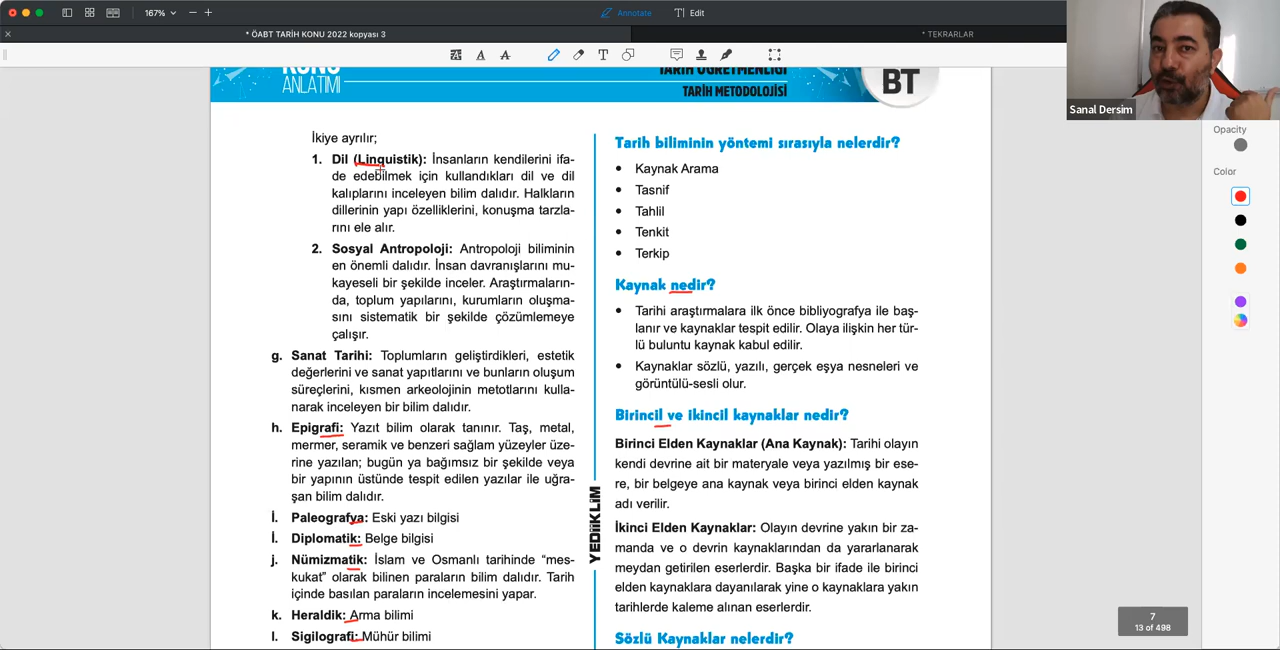 167%
Annotate
Edit
* ÖABT TARİH KONU 2022 kopyası 3
* TEKRARLAR
KONU
ANLATIMI
TARİH ÖĞRETMENLİĞİ
TARİH METODOLOJİSİ
BT
Sanal Dersim
Opacity
Color
İkiye ayrılır;
1. Dil (Linquistik): İnsanların kendilerini ifa-
de edebilmek için kullandıkları dil ve dil
kalıplarını inceleyen bilim dalıdır. Halkların
dillerinin yapı özelliklerini, konuşma tarzla-
rını ele alır.
2. Sosyal Antropoloji: Antropoloji biliminin
en önemli dalıdır. İnsan davranışlarını mu-
kayeseli bir şekilde inceler. Araştırmaların-
da, toplum yapılarını, kurumların oluşma-
sını sistematik bir şekilde çözümlemeye
çalışır.
g. Sanat Tarihi: Toplumların geliştirdikleri, estetik
değerlerini ve sanat yapıtlarını ve bunların oluşum
süreçlerini, kısmen arkeolojinin metotlarını kulla-
narak inceleyen bir bilim dalıdır.
h. Epigrafi: Yazıt bilim olarak tanınır. Taş, metal,
mermer, seramik ve benzeri sağlam yüzeyler üze-
rine yazılan; bugün ya bağımsız bir şekilde veya
bir yapının üstünde tespit edilen yazılar ile uğra-
şan bilim dalıdır.
İ. Paleografya: Eski yazı bilgisi
İ. Diplomatik: Belge bilgisi
j. Nümizmatik: İslam ve Osmanlı tarihinde “mes-
kukat” olarak bilinen paraların bilim dalıdır. Tarih
içinde basılan paraların incelemesini yapar.
k. Heraldik: Arma bilimi
l. Sigilografi: Mühür bilimi
YEDİİKLİM
Tarih biliminin yöntemi sırasıyla nelerdir?
• Kaynak Arama
• Tasnif
• Tahlil
• Tenkit
• Terkip
Kaynak nedir?
• Tarihi araştırmalara ilk önce bibliyografya ile baş-
lanır ve kaynaklar tespit edilir. Olaya ilişkin her tür-
lü buluntu kaynak kabul edilir.
• Kaynaklar sözlü, yazılı, gerçek eşya nesneleri ve
görüntülü-sesli olur.
Birincil ve ikincil kaynaklar nedir?
Birinci Elden Kaynaklar (Ana Kaynak): Tarihi olayın
kendi devrine ait bir materyale veya yazılmış bir ese-
re, bir belgeye ana kaynak veya birinci elden kaynak
adı verilir.
İkinci Elden Kaynaklar: Olayın devrine yakın bir za-
manda ve o devrin kaynaklarından da yararlanarak
meydan getirilen eserlerdir. Başka bir ifade ile birinci
elden kaynaklara dayanılarak yine o kaynaklara yakın
tarihlerde kaleme alınan eserlerdir.
Sözlü Kaynaklar nelerdir?
7
13 of 498